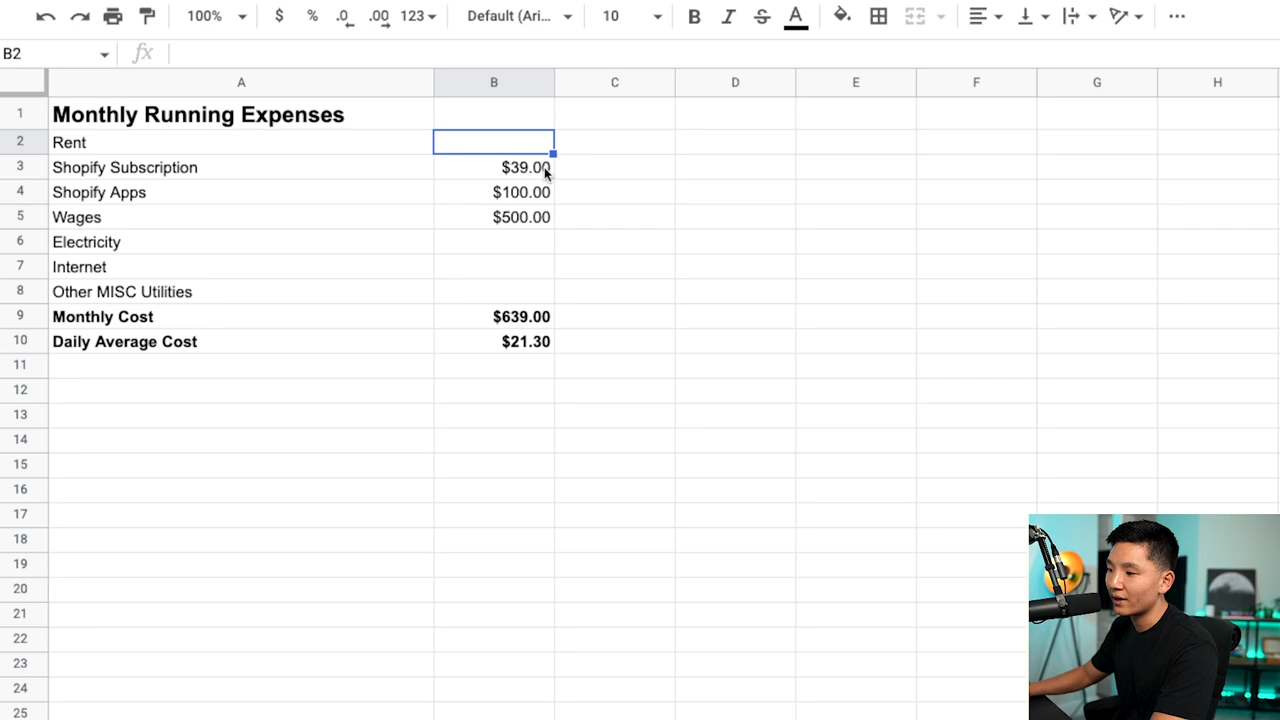 100% $ % .0 .00 123 Default (Ari... 10 B I S A
B2 fx
A B C D E F G H
1 Monthly Running Expenses
2 Rent
3 Shopify Subscription $39.00
4 Shopify Apps $100.00
5 Wages $500.00
6 Electricity
7 Internet
8 Other MISC Utilities
9 Monthly Cost $639.00
10 Daily Average Cost $21.30
11
12
13
14
15
16
17
18
19
20
21
22
23
24
25